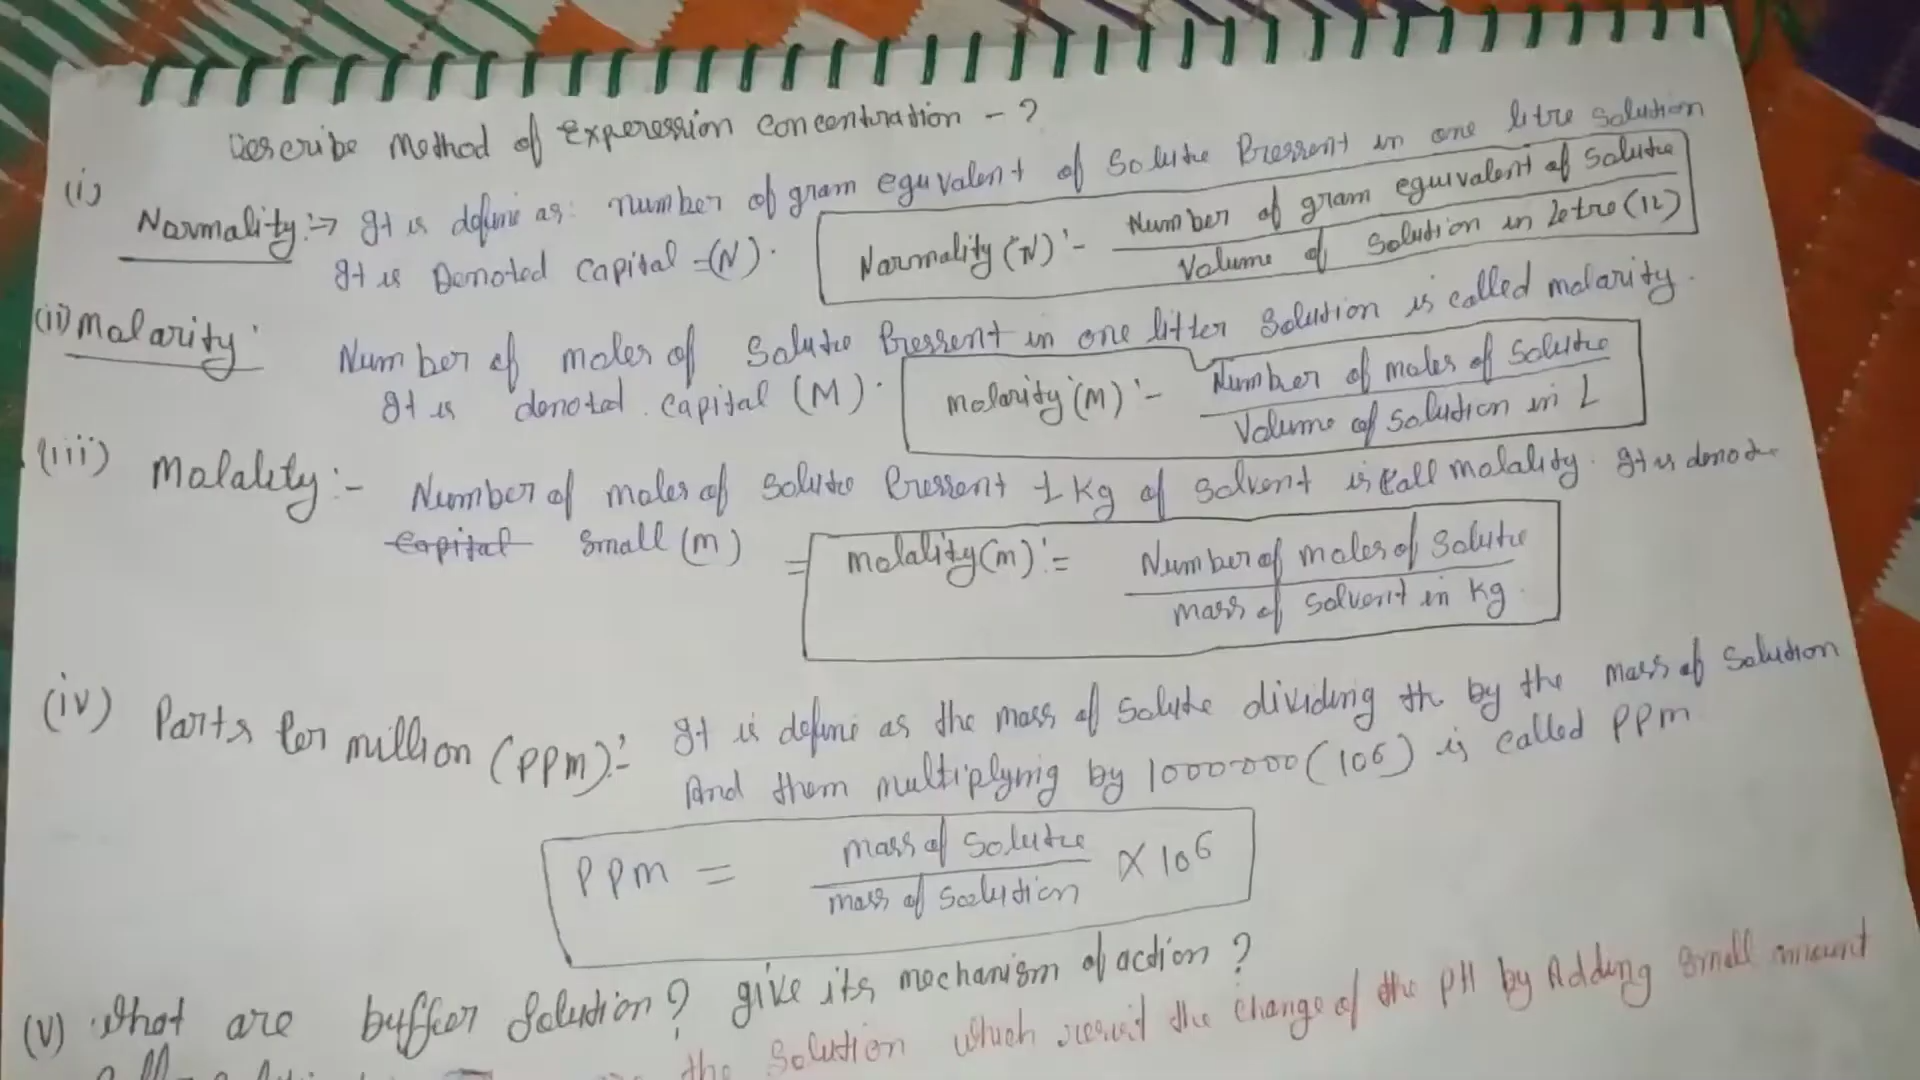 Describe Method of Experession Concentration - ?
(i) Normality :→ It is define as: number of gram equvalent of Solute Pressent in one litre Solution
It is Denoted Capital =(N).
Normality (N) :- Number of gram equivalent of Solute
Volume of Solution in Letre (1L)
(ii) Molarity: Number of moles of Solute Pressent in one litter Solution is called molarity.
It is denoted. Capital (M).
Molarity (M) :- Number of moles of Solute
Volume of Solution in L
(iii) Molality :- Number of moles of Solute Pressent 1 kg of Solvent is call Molality. It is denote
Capital Small (m)
= Molality (m) := Number of moles of Solute
mass of Solvent in kg
(iv) Parts Per million (PPm) :- It is define as the mass of Solute dividing th by the mass of Solution
And them multiplynig by 1000000 (106) is called PPm
PPm = mass of Solute
mass of Soolution × 10⁶
(v) What are buffer Solution? give its mechanism of action?
the Solution which the Change of the PH by Adding Small amount